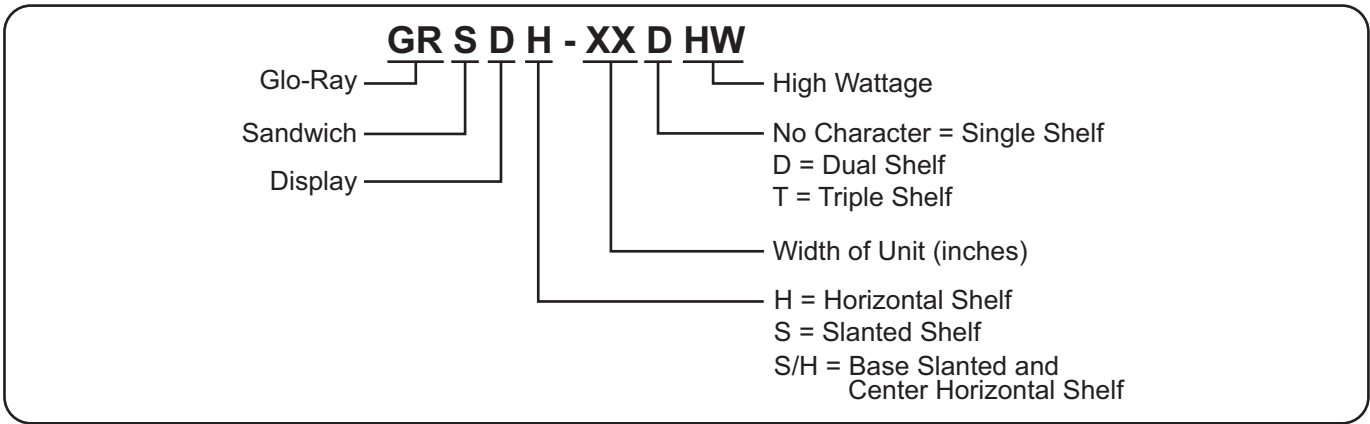 GR S D H - XX D HW
Glo-Ray
Sandwich
Display
High Wattage
No Character = Single Shelf
D = Dual Shelf
T = Triple Shelf
Width of Unit (inches)
H = Horizontal Shelf
S = Slanted Shelf
S/H = Base Slanted and
Center Horizontal Shelf